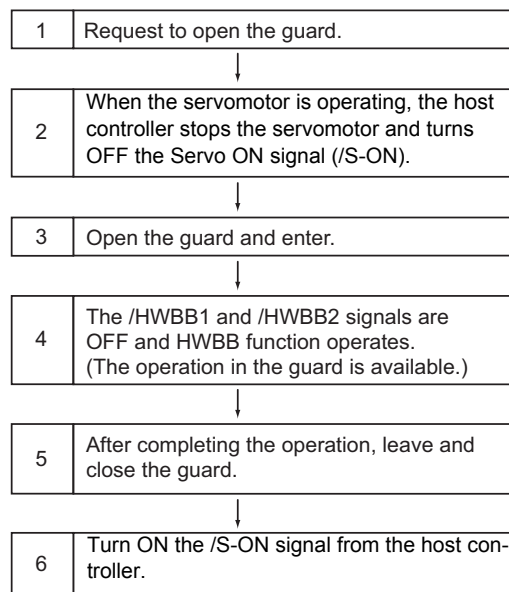 1 Request to open the guard.
2 When the servomotor is operating, the host
controller stops the servomotor and turns
OFF the Servo ON signal (/S-ON).
3 Open the guard and enter.
4 The /HWBB1 and /HWBB2 signals are
OFF and HWBB function operates.
(The operation in the guard is available.)
5 After completing the operation, leave and
close the guard.
6 Turn ON the /S-ON signal from the host con-
troller.